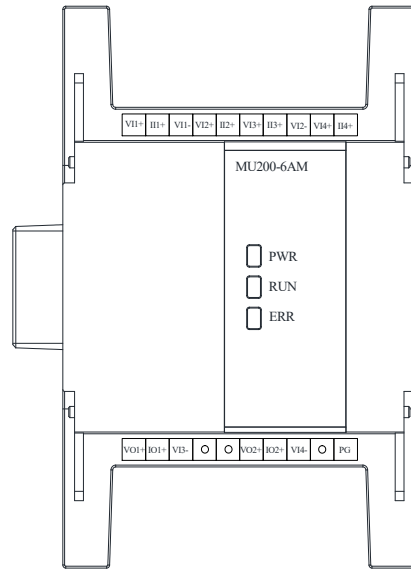 VI1+ II1+ VI1- VI2+ II2+ VI3+ II3+ VI2- VI4+ II4+
MU200-6AM
PWR
RUN
ERR
VO1+ IO1+ VI3- VO2+ IO2+ VI4- PG